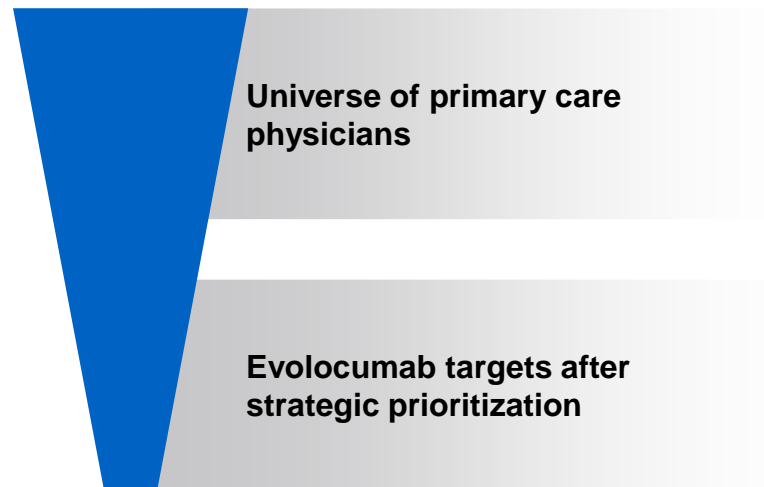 Universe of primary care
physicians
Evolocumab targets after
strategic prioritization